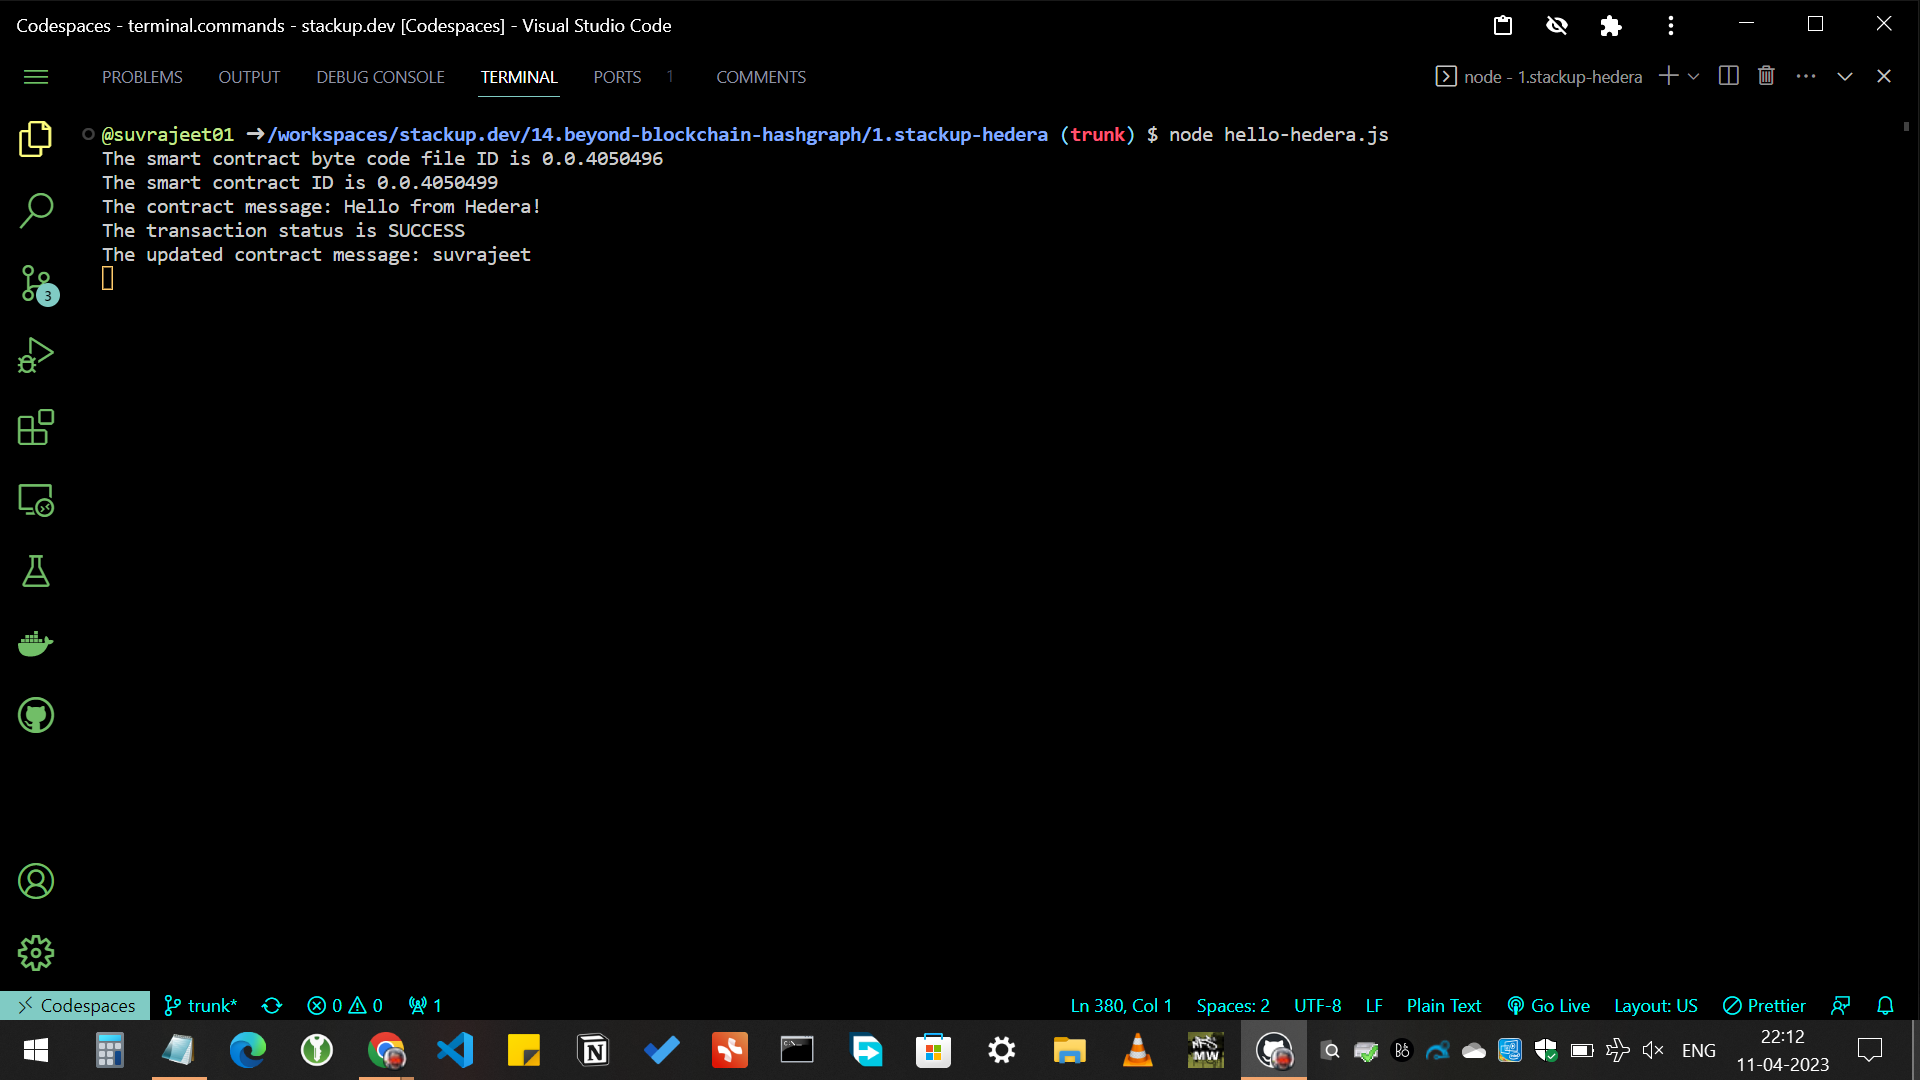 Codespaces - terminal.commands - stackup.dev [Codespaces] - Visual Studio Code
PROBLEMS OUTPUT DEBUG CONSOLE TERMINAL PORTS 1 COMMENTS
node - 1.stackup-hedera
@suvrajeet01 ➜/workspaces/stackup.dev/14.beyond-blockchain-hashgraph/1.stackup-hedera (trunk) $ node hello-hedera.js
The smart contract byte code file ID is 0.0.4050496
The smart contract ID is 0.0.4050499
The contract message: Hello from Hedera!
The transaction status is SUCCESS
The updated contract message: suvrajeet
3
Codespaces trunk* 0 0 1 Ln 380, Col 1 Spaces: 2 UTF-8 LF Plain Text Go Live Layout: US Prettier
MW
ENG
22:12
11-04-2023